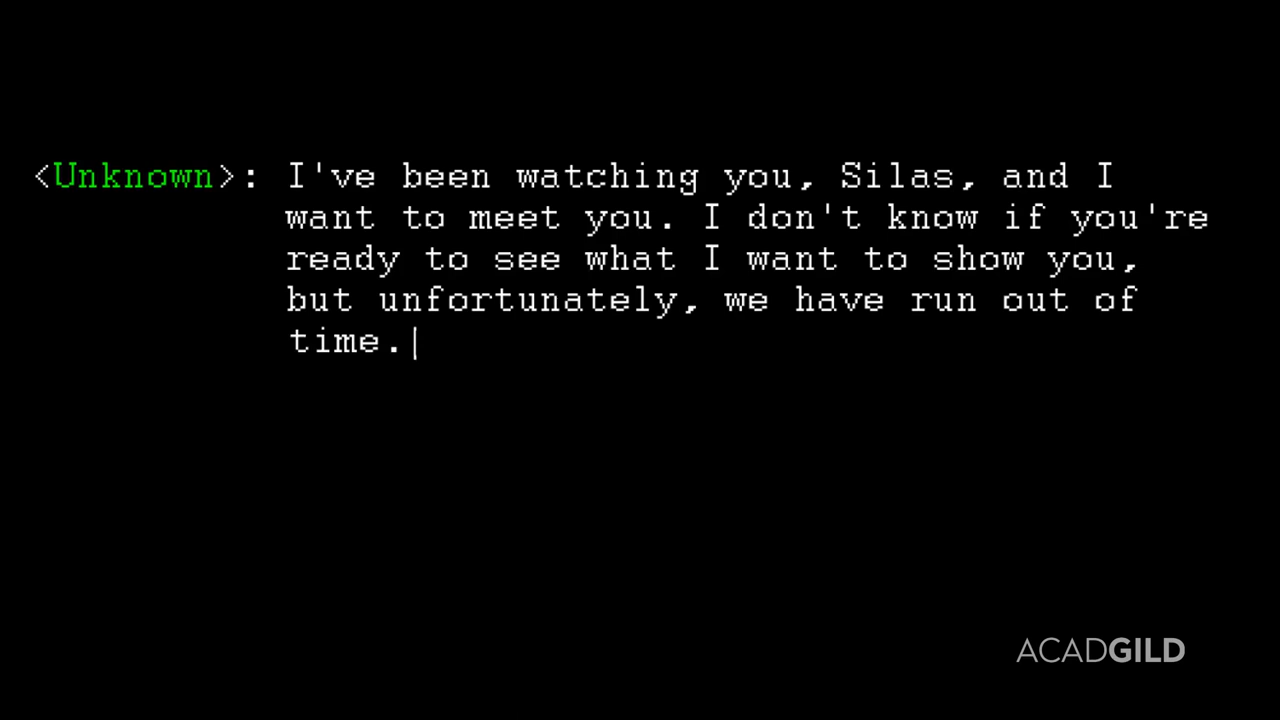 <Unknown>: I've been watching you, Silas, and I
want to meet you. I don't know if you're
ready to see what I want to show you,
but unfortunately, we have run out of
time.|
ACADGILD